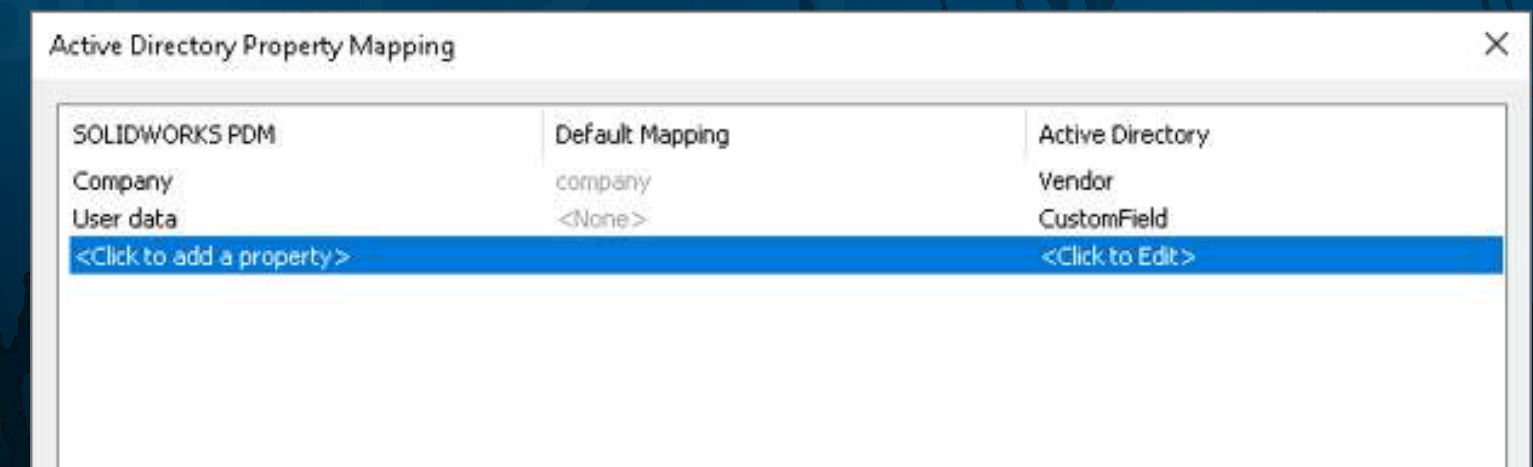 Active Directory Property Mapping
SOLIDWORKS PDM Default Mapping Active Directory
Company company Vendor
User data <None> CustomField
<Click to add a property> <Click to Edit>